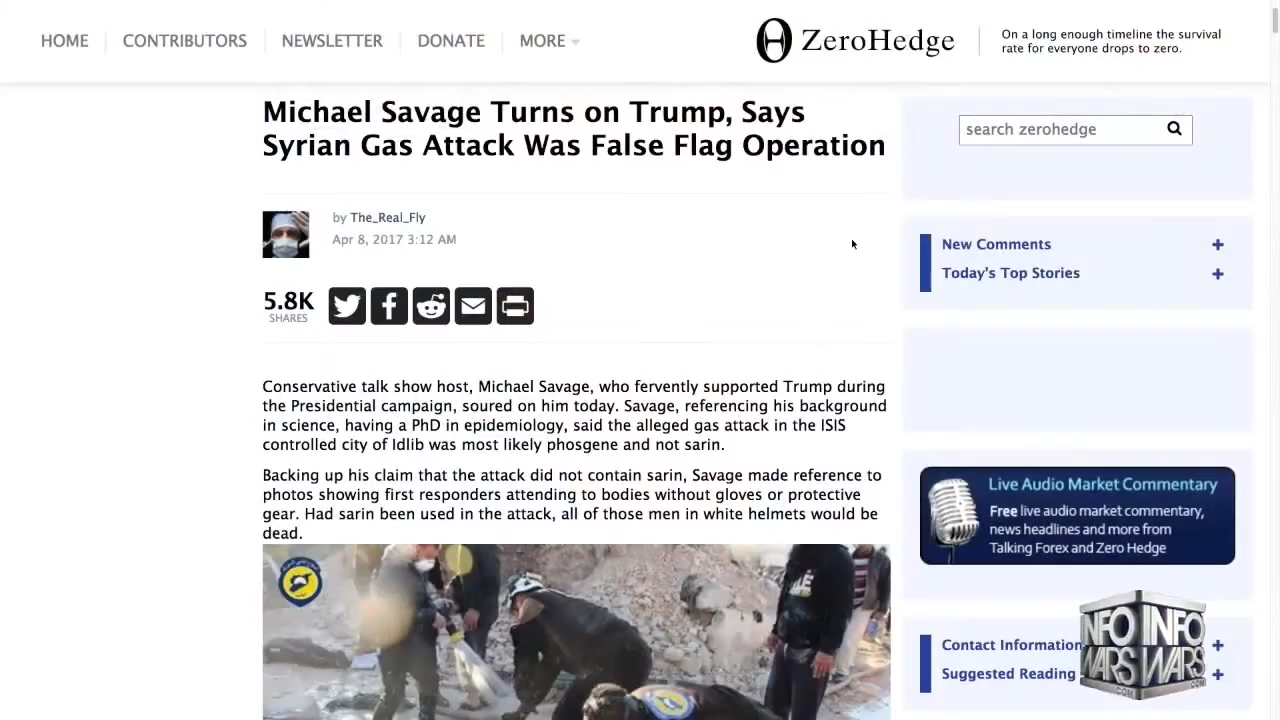 HOME
CONTRIBUTORS
NEWSLETTER
DONATE
MORE
ZeroHedge
On a long enough timeline the survival
rate for everyone drops to zero.
Michael Savage Turns on Trump, Says
Syrian Gas Attack Was False Flag Operation
by The_Real_Fly
Apr 8, 2017 3:12 AM
5.8K
SHARES
Conservative talk show host, Michael Savage, who fervently supported Trump during
the Presidential campaign, soured on him today. Savage, referencing his background
in science, having a PhD in epidemiology, said the alleged gas attack in the ISIS
controlled city of Idlib was most likely phosgene and not sarin.
Backing up his claim that the attack did not contain sarin, Savage made reference to
photos showing first responders attending to bodies without gloves or protective
gear. Had sarin been used in the attack, all of those men in white helmets would be
dead.
search zerohedge
New Comments
Today's Top Stories
Live Audio Market Commentary
Free live audio market commentary,
news headlines and more from
Talking Forex and Zero Hedge
Contact Information
Suggested Reading
INFO INFO
WARS WARS
.COM .COM